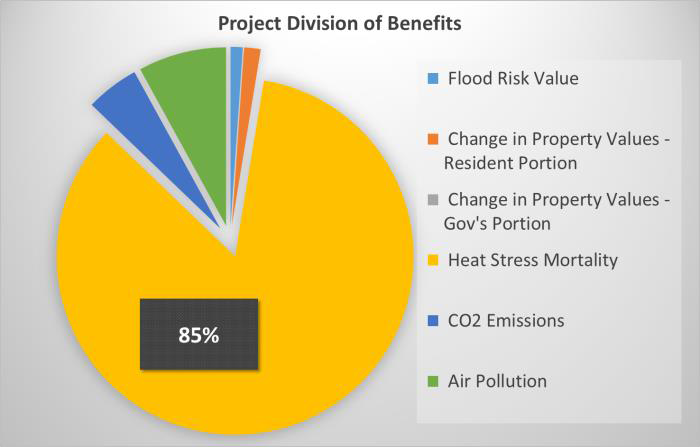 Project Division of Benefits
Flood Risk Value
Change in Property Values -
Resident Portion
Change in Property Values -
Gov's Portion
Heat Stress Mortality
CO2 Emissions
Air Pollution
85%